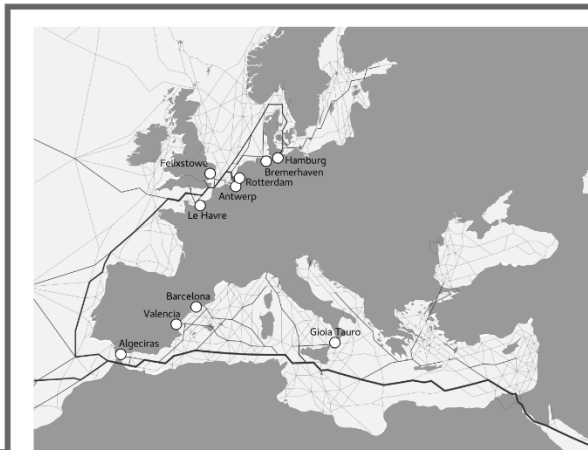 Felixstowe
Hamburg
Bremerhaven
Rotterdam
Antwerp
Le Havre
Barcelona
Valencia
Gioia Tauro
Algeciras